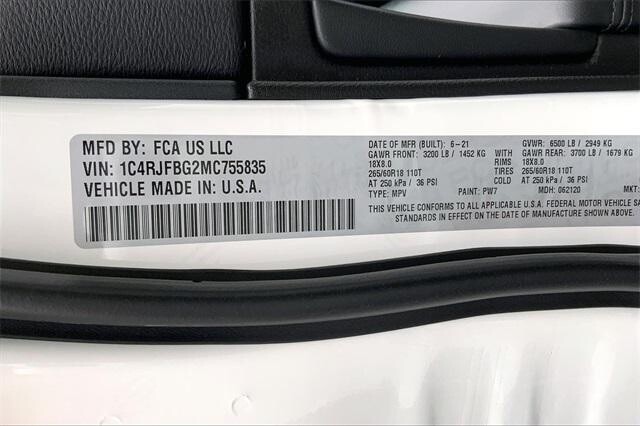 MFD BY: FCA US LLC
VIN: 1C4RJFBG2MC755835
VEHICLE MADE IN: U.S.A.
DATE OF MFR (BUILT): 6-21 GVWR: 6500 LB / 2949 KG
GAWR FRONT: 3200 LB / 1452 KG GAWR REAR: 3700 LB / 1679 KG
18X8.0 RIMS 18X8.0
265/60R18 110T TIRES 265/60R18 110T
AT 250 kPa / 36 PSI AT 250 kPa / 36 PSI
TYPE: MPV PAINT: PW7 MDH: 062120 MKT:
THIS VEHICLE CONFORMS TO ALL APPLICABLE U.S.A. FEDERAL MOTOR VEHICLE SA
STANDARDS IN EFFECT ON THE DATE OF MANUFACTURE SHOWN ABOVE.